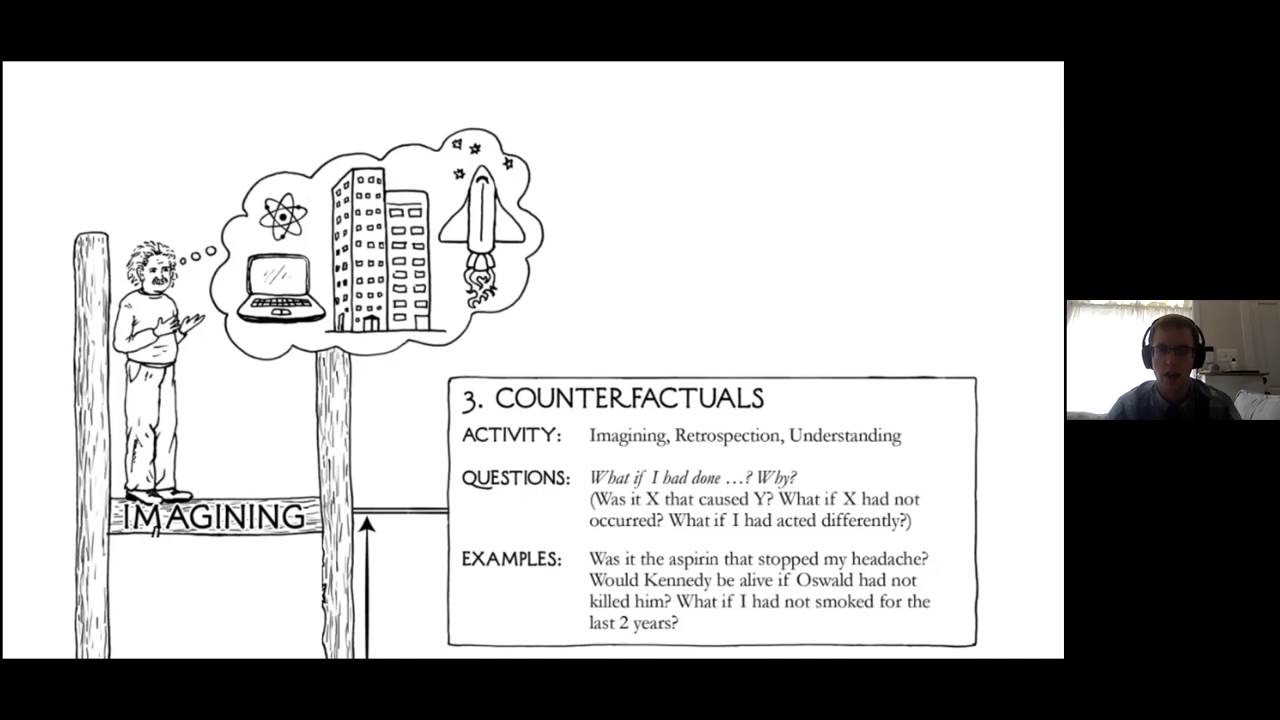 IMAGINING
3. COUNTERFACTUALS
ACTIVITY: Imagining, Retrospection, Understanding
QUESTIONS: What if I had done …? Why?
(Was it X that caused Y? What if X had not
occurred? What if I had acted differently?)
EXAMPLES: Was it the aspirin that stopped my headache?
Would Kennedy be alive if Oswald had not
killed him? What if I had not smoked for the
last 2 years?